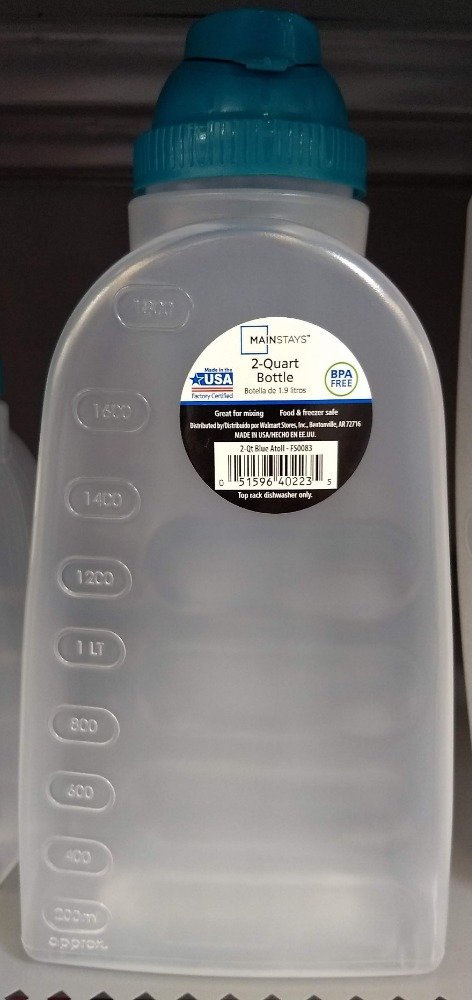 MAINSTAYS™
2-Quart
Bottle
Botella de 1.9 litros
Made in the
USA
Factory Certified
BPA
FREE
Great for mixing Food & freezer safe
Distributed by/Distribuido por Walmart Stores, Inc., Bentonville, AR 72716
MADE IN USA/HECHO EN EE.UU.
2-Qt Blue Atoll - FS0083
0 51596 40223 5
Top rack dishwasher only.
1800
1600
1400
1200
1 LT
800
600
400
200ml
approx.